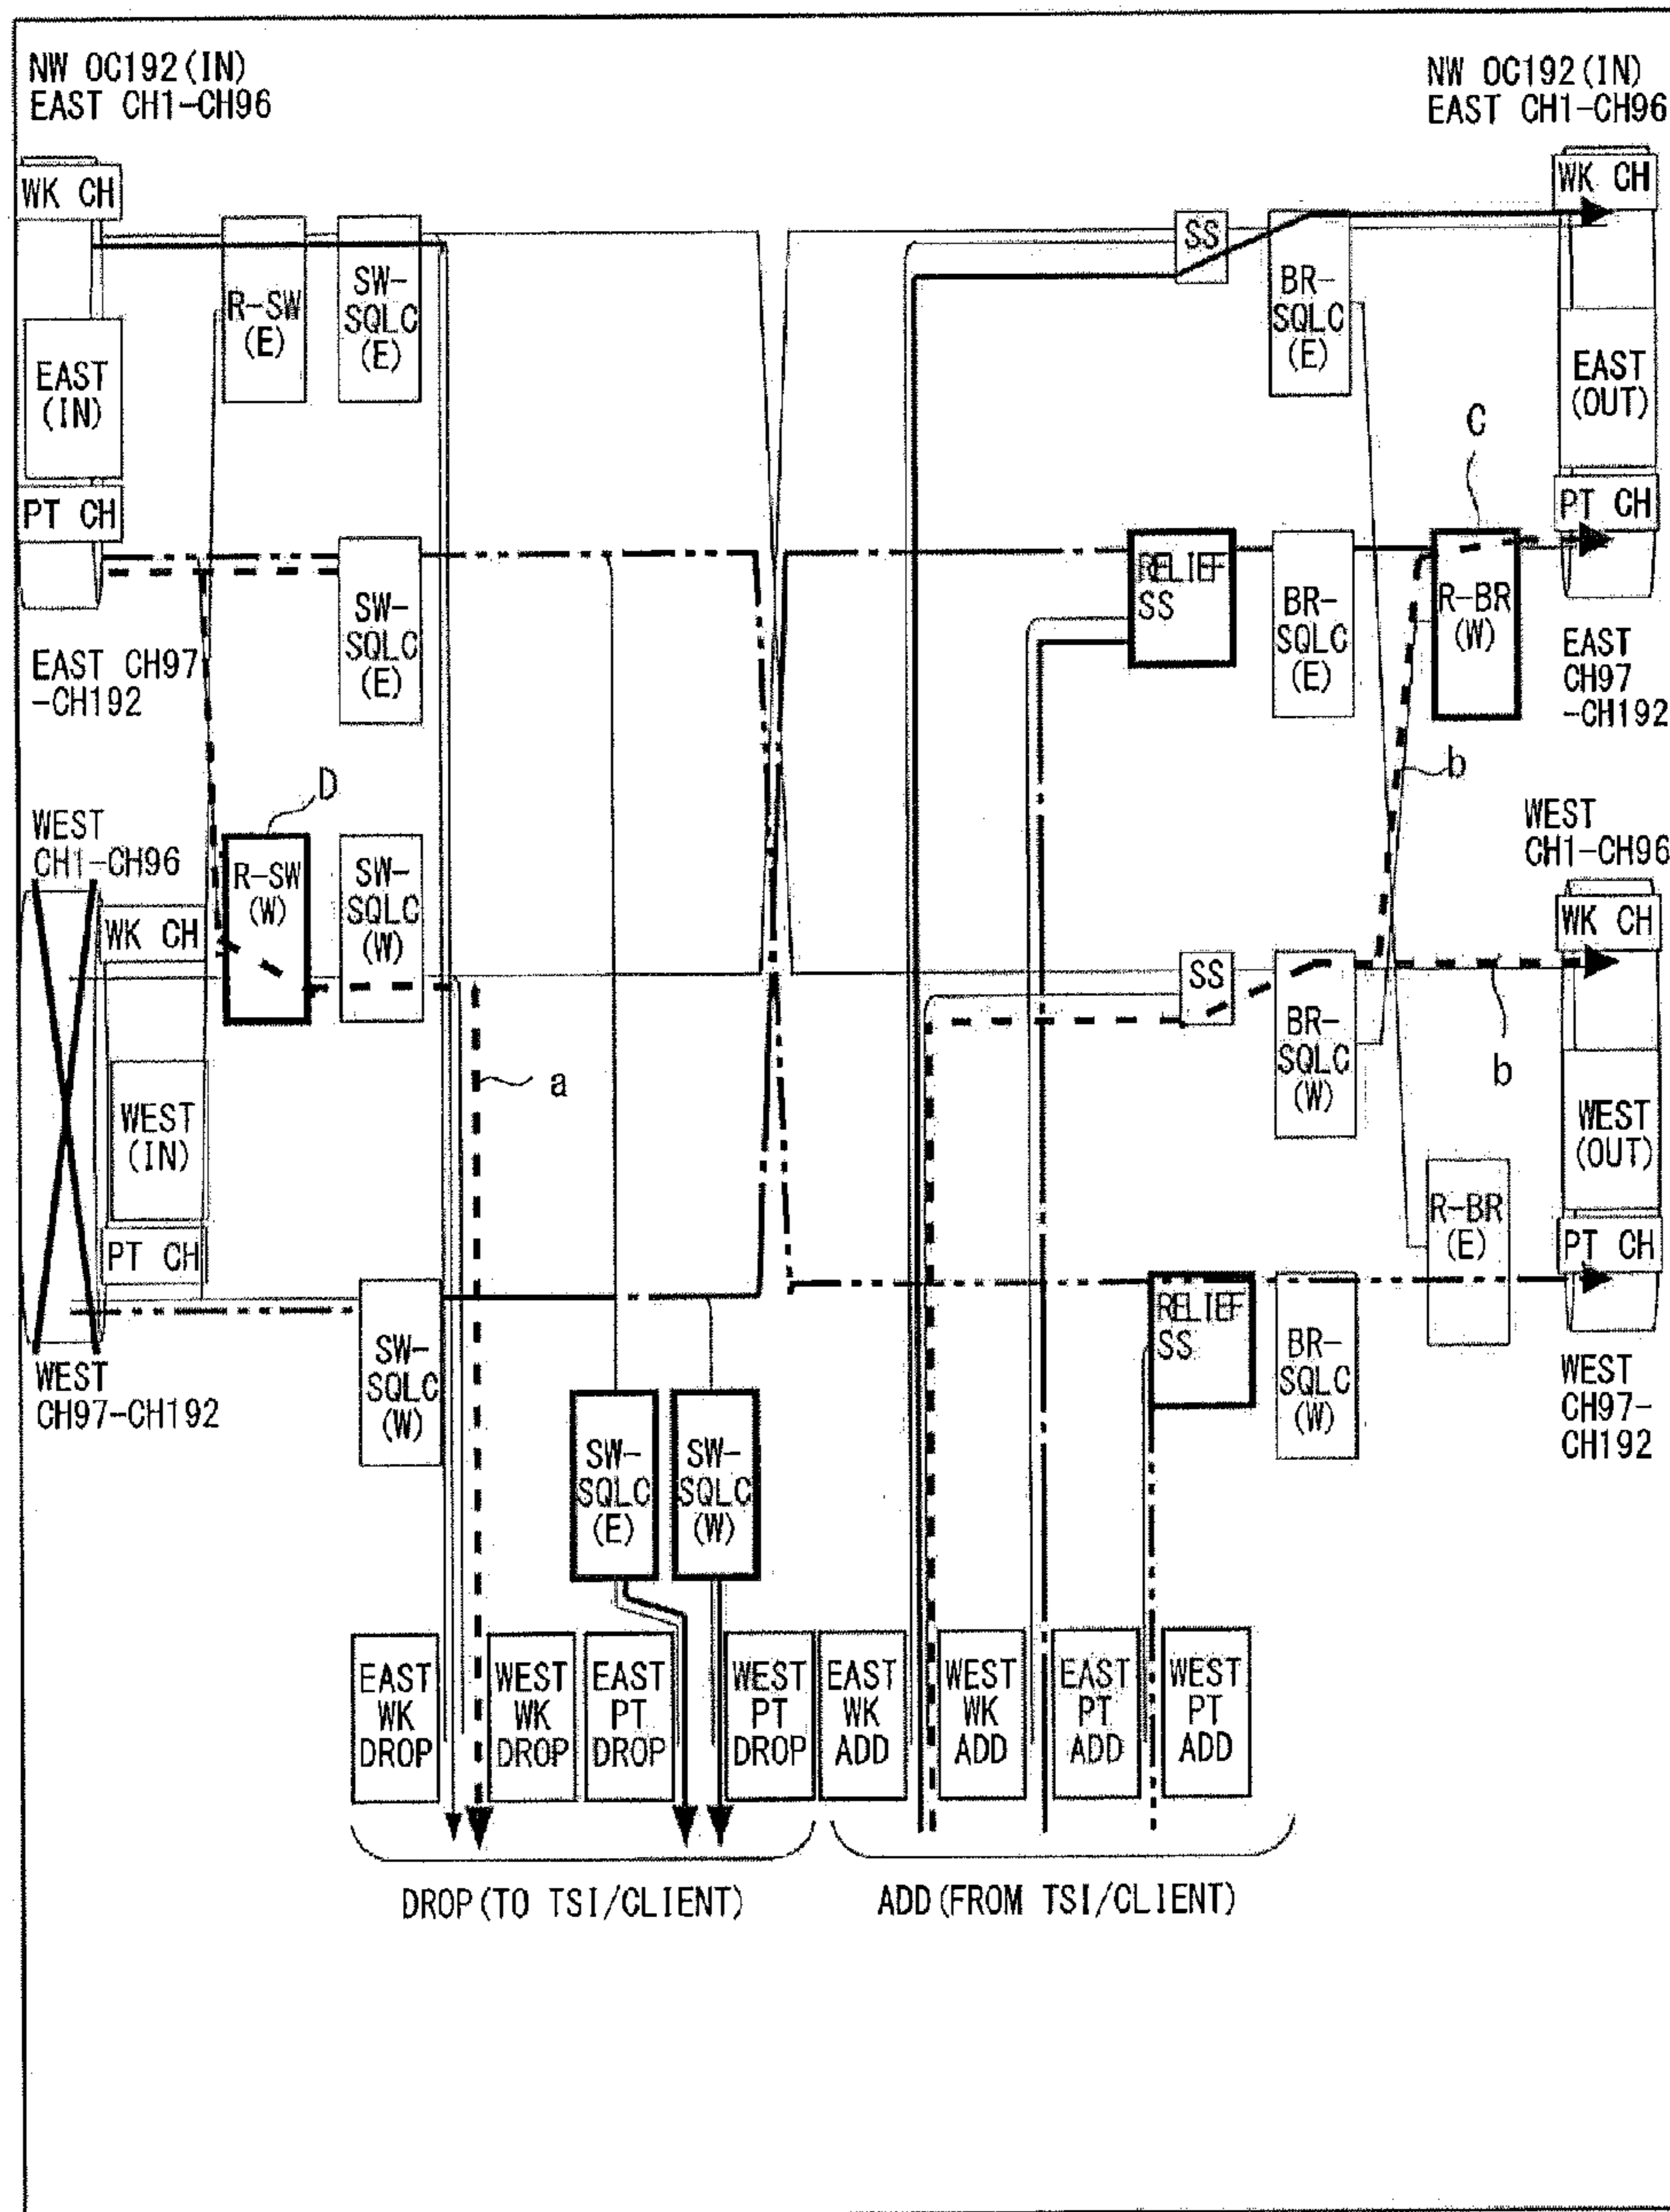 NW OC192(IN)
EAST CH1-CH96
NW OC192(IN)
EAST CH1-CH96
WK CH
WK CH
SS
R-SW
(E)
SW-
SQLC
(E)
BR-
SQLC
(E)
EAST
(IN)
EAST
(OUT)
C
PT CH
PT CH
RELIEF
SS
SW-
SQLC
(E)
BR-
SQLC
(E)
R-BR
(W)
EAST CH97
-CH192
EAST
CH97
-CH192
b
D
WEST
CH1-CH96
WEST
CH1-CH96
R-SW
(W)
SW-
SQLC
(W)
WK CH
WK CH
SS
BR-
SQLC
(W)
b
a
WEST
(IN)
WEST
(OUT)
R-BR
(E)
PT CH
PT CH
RELIEF
SS
SW-
SQLC
(W)
BR-
SQLC
(W)
WEST
CH97-CH192
WEST
CH97-
CH192
SW-
SQLC
(E)
SW-
SQLC
(W)
EAST
WK
DROP
WEST
WK
DROP
EAST
PT
DROP
WEST
PT
DROP
EAST
WK
ADD
WEST
WK
ADD
EAST
PT
ADD
WEST
PT
ADD
DROP(TO TSI/CLIENT)
ADD(FROM TSI/CLIENT)